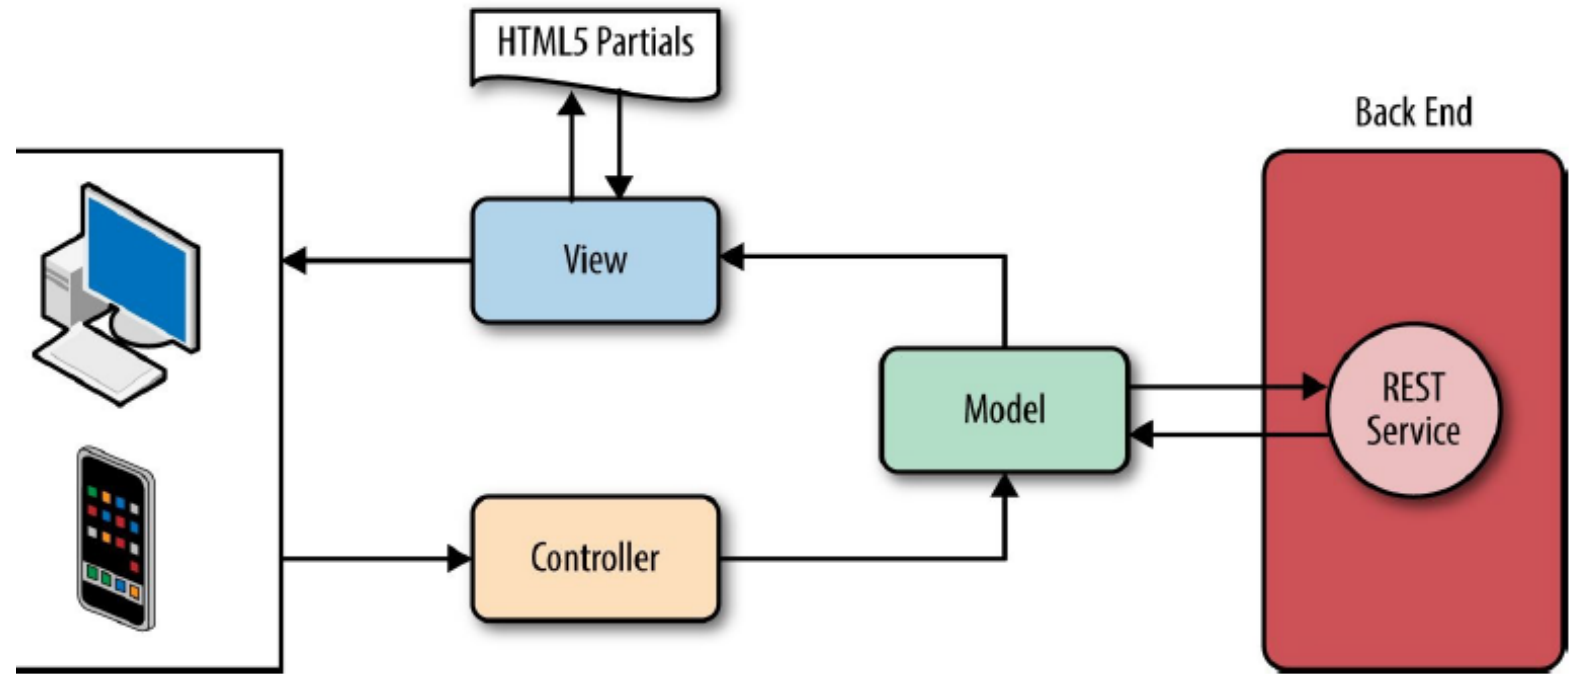 HTML5 Partials
Back End
View
Model
REST
Service
Controller